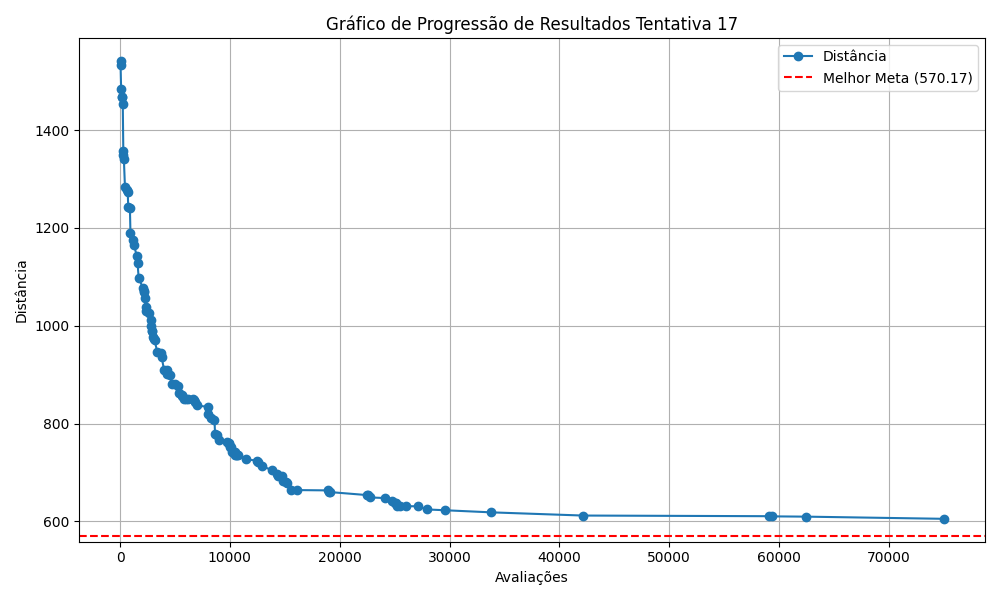 Gráfico de Progressão de Resultados Tentativa 17
Distância
Melhor Meta (570.17)
1400
1200
1000
800
600
Distância
0
10000
20000
30000
40000
50000
60000
70000
Avaliações